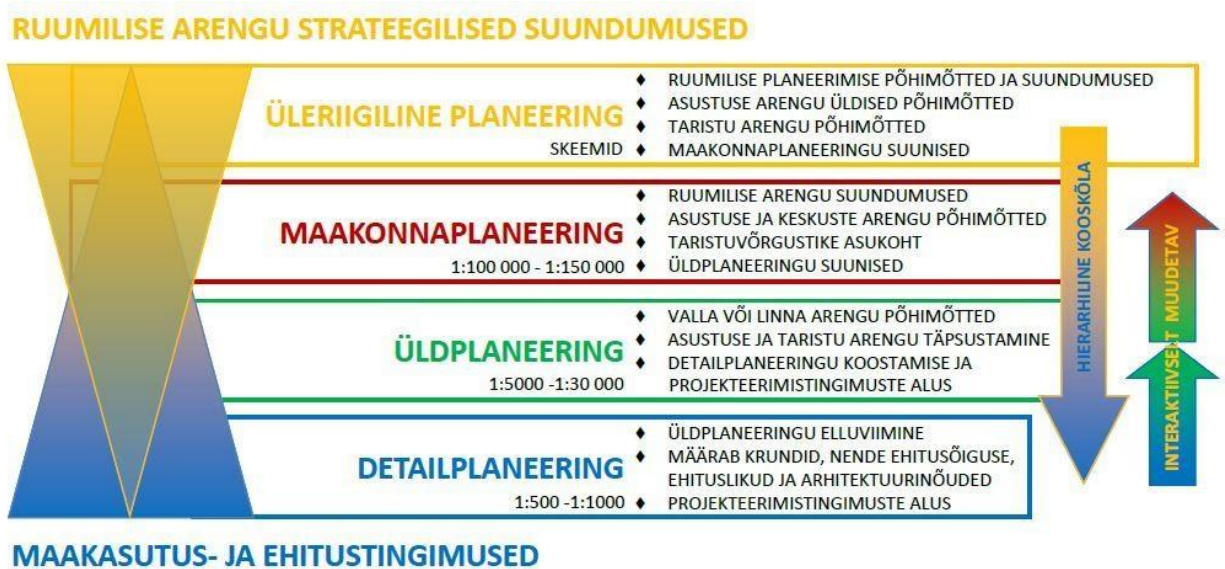 RUUMILISE ARENGU STRATEEGILISED SUUNDUMUSED
ÜLERIIGILINE PLANEERING
SKEEMID
♦ RUUMILISE PLANEERIMISE PÕHIMÕTTED JA SUUNDUMUSED
♦ ASUSTUSE ARENGU ÜLDISED PÕHIMÕTTED
♦ TARISTU ARENGU PÕHIMÕTTED
♦ MAAKONNAPLANEERINGU SUUNISED
MAAKONNAPLANEERING
1:100 000 - 1:150 000
♦ RUUMILISE ARENGU SUUNDUMUSED
♦ ASUSTUSE JA KESKUSTE ARENGU PÕHIMÕTTED
♦ TARISTUVÕRGUSTIKE ASUKOHT
♦ ÜLDPLANEERINGU SUUNISED
ÜLDPLANEERING
1:5000 -1:30 000
♦ VALLA VÕI LINNA ARENGU PÕHIMÕTTED
♦ ASUSTUSE JA TARISTU ARENGU TÄPSUSTAMINE
♦ DETAILPLANEERINGU KOOSTAMISE JA
PROJEKTEERIMISTINGIMUSTE ALUS
DETAILPLANEERING
1:500 -1:1000
♦ ÜLDPLANEERINGU ELLUVIIMINE
♦ MÄÄRAB KRUNDID, NENDE EHITUSÕIGUSE,
EHITUSLIKUD JA ARHITEKTUURINÕUDED
♦ PROJEKTEERIMISTINGIMUSTE ALUS
HIERARHILINE KOOSKÕLA
INTERAKTIIVSELT MUUDETAV
MAAKASUTUS- JA EHITUSTINGIMUSED